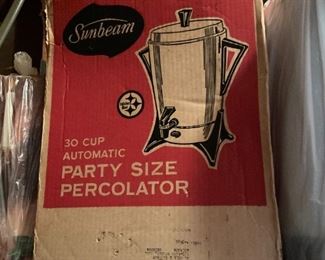 Sunbeam
30 CUP
AUTOMATIC
PARTY SIZE
PERCOLATOR